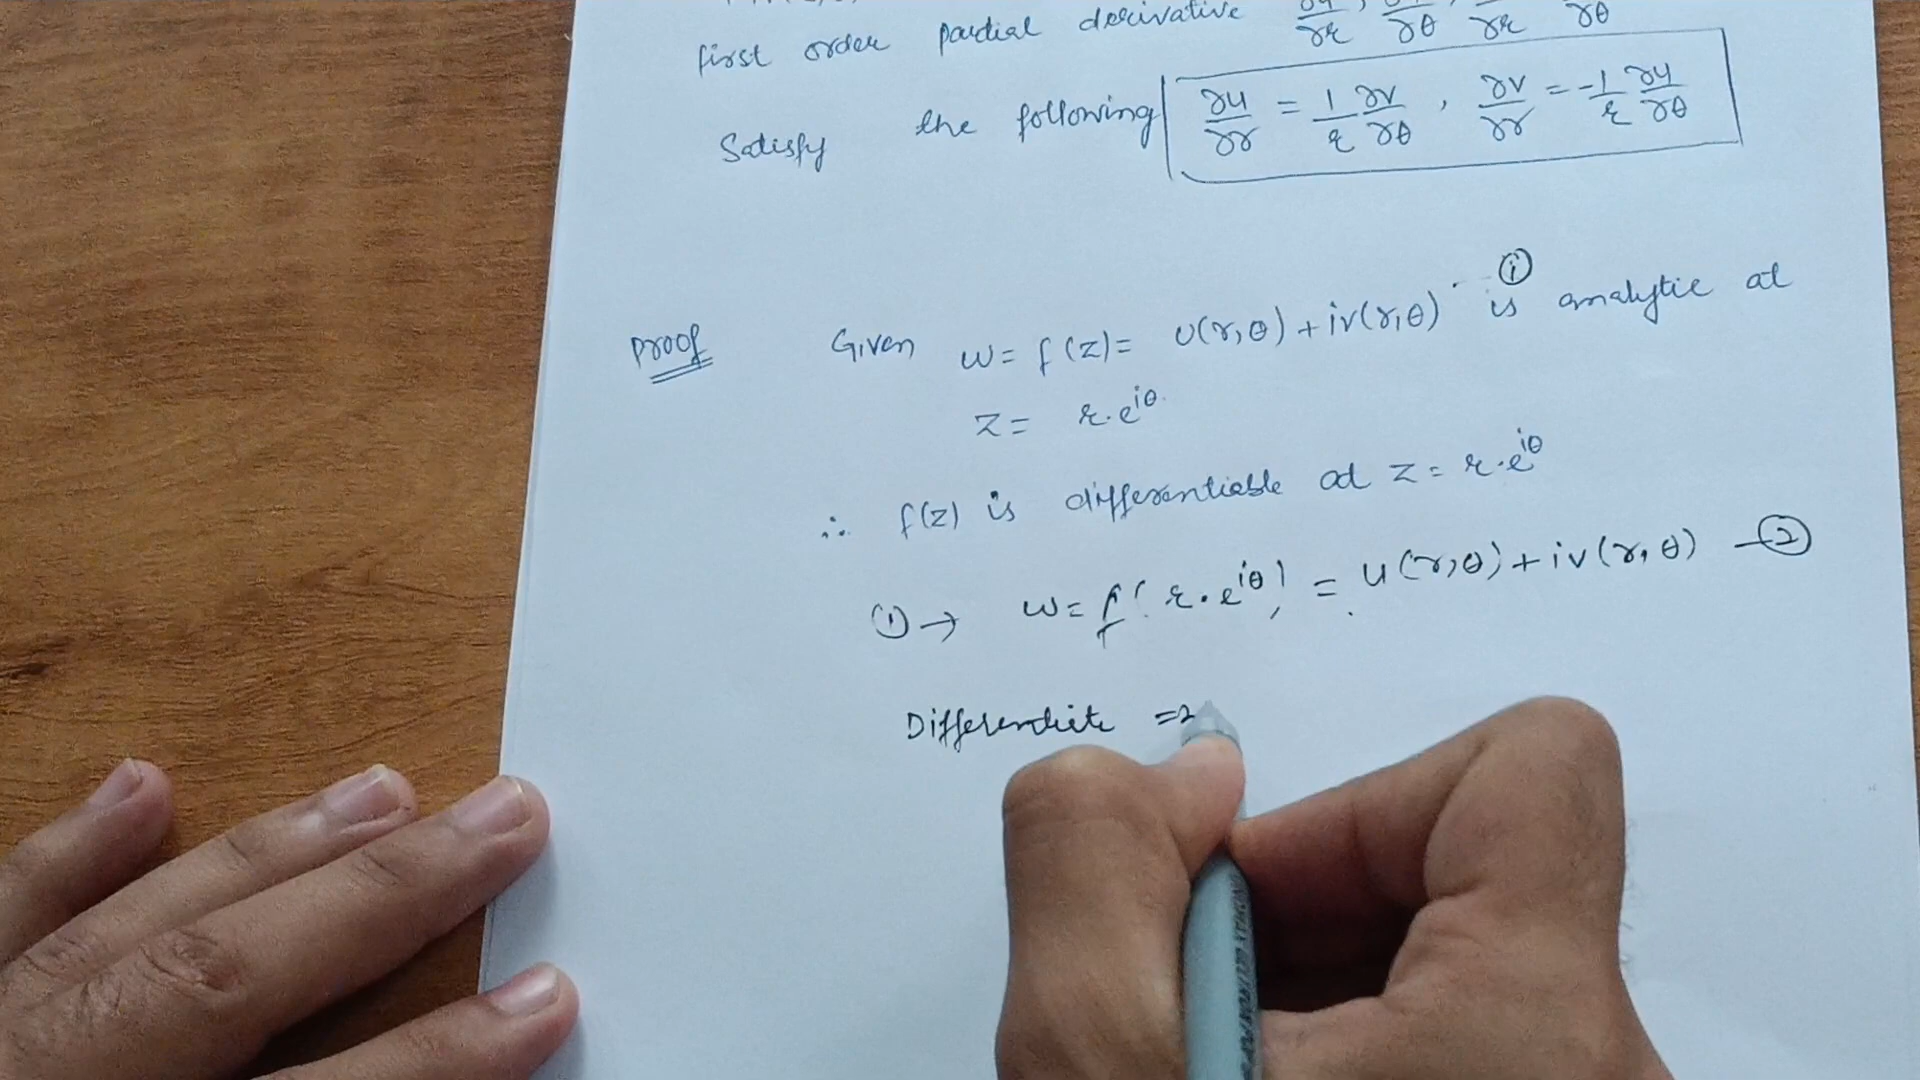 first order partial derivative ∂u/∂r, ∂θ ∂r ∂θ
Satisfy the following ∂u/∂r = 1/r ∂v/∂θ , ∂v/∂r = -1/r ∂u/∂θ
Proof Given w = f(z) = u(r,θ) + iv(r,θ) -- ① is analytic at
z = r.e^iθ
∴ f(z) is differentiable at z = r.e^iθ
① → w = f(r.e^iθ) = u(r,θ) + iv(r,θ) — ②
Differentiate